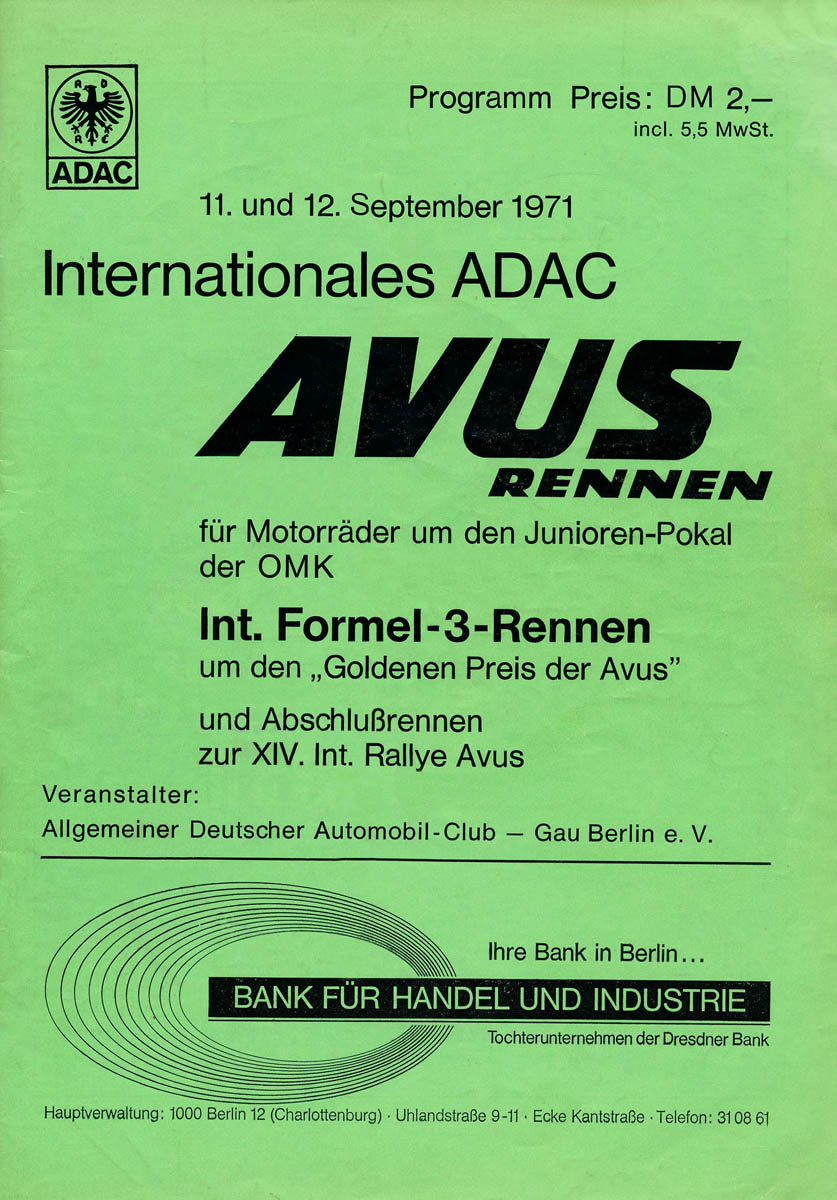 ADAC
ADAC
Programm Preis: DM 2,—
incl. 5,5 MwSt.
11. und 12. September 1971
Internationales ADAC
AVUS
RENNEN
für Motorräder um den Junioren-Pokal
der OMK
Int. Formel-3-Rennen
um den „Goldenen Preis der Avus”
und Abschlußrennen
zur XIV. Int. Rallye Avus
Veranstalter:
Allgemeiner Deutscher Automobil-Club — Gau Berlin e. V.
Ihre Bank in Berlin...
BANK FÜR HANDEL UND INDUSTRIE
Tochterunternehmen der Dresdner Bank
Hauptverwaltung: 1000 Berlin 12 (Charlottenburg) · Uhlandstraße 9-11 · Ecke Kantstraße · Telefon: 31 08 61